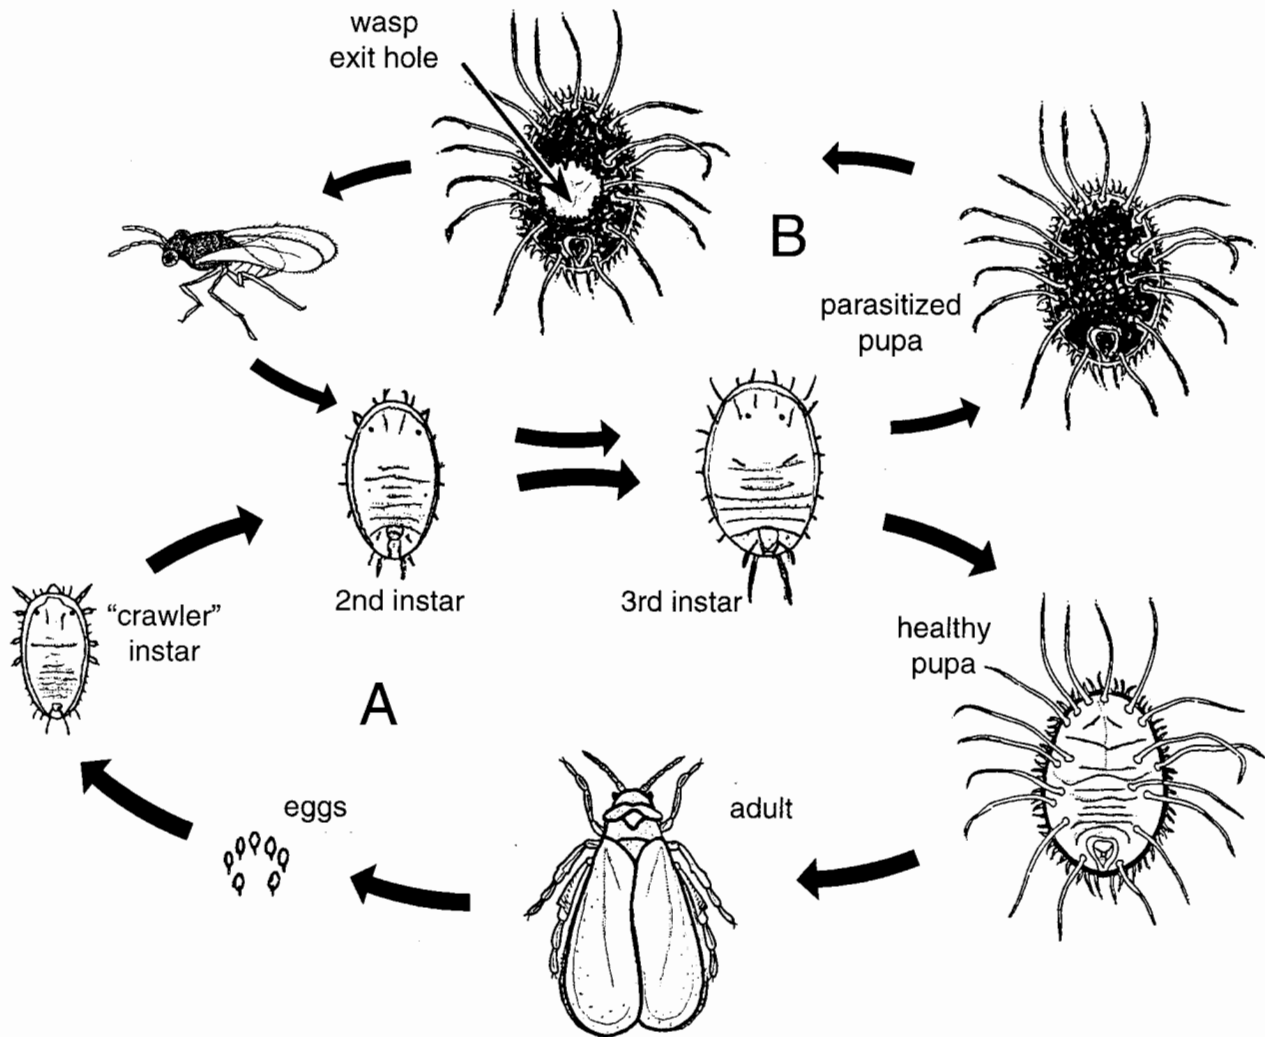 wasp
exit hole
B
parasitized
pupa
2nd instar
3rd instar
"crawler"
instar
healthy
pupa
A
eggs
adult